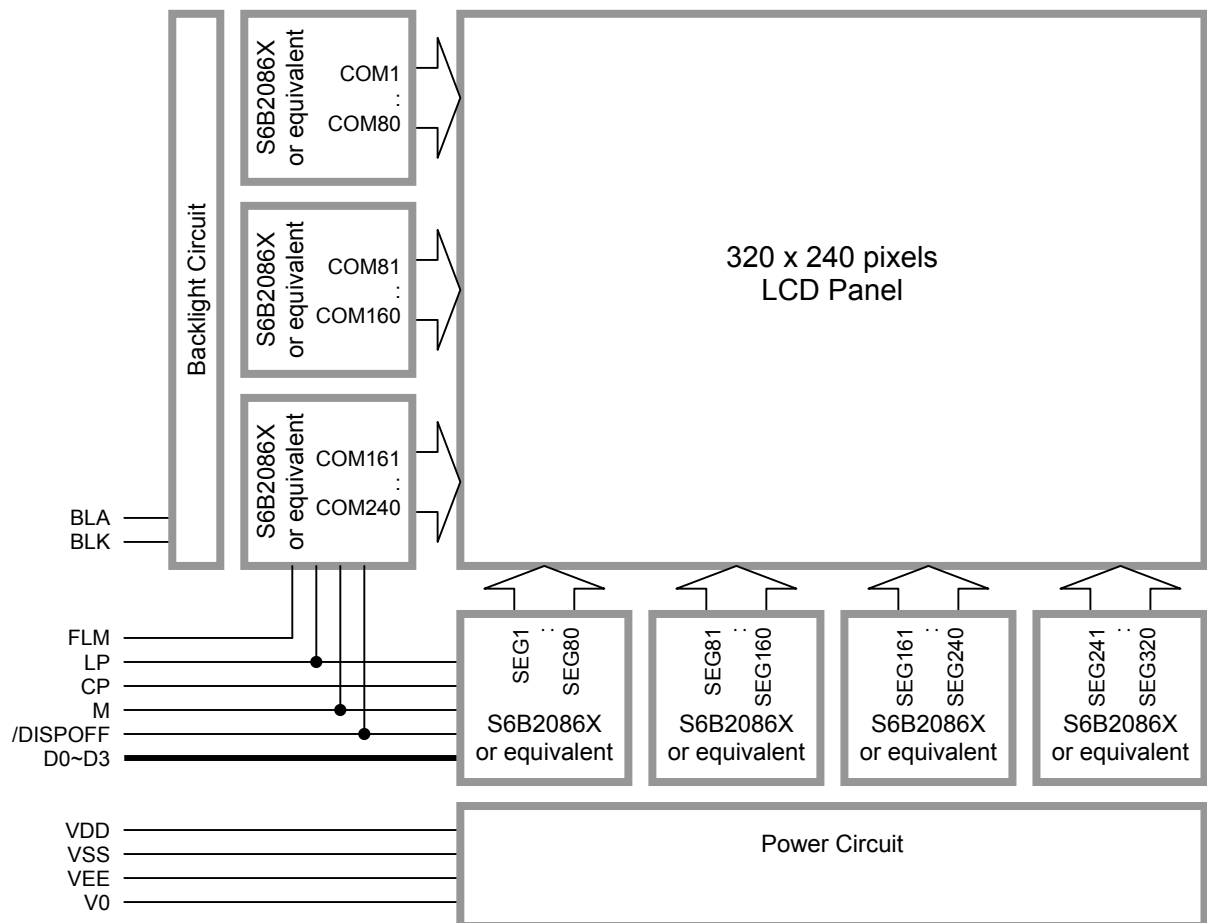 Backlight Circuit
S6B2086X
or equivalent
COM1
:
COM80
S6B2086X
or equivalent
COM81
:
COM160
S6B2086X
or equivalent
COM161
:
COM240
320 x 240 pixels
LCD Panel
BLA
BLK
FLM
LP
CP
M
/DISPOFF
D0~D3
SEG1
:
SEG80
S6B2086X
or equivalent
SEG81
:
SEG160
S6B2086X
or equivalent
SEG161
:
SEG240
S6B2086X
or equivalent
SEG241
:
SEG320
S6B2086X
or equivalent
VDD
VSS
VEE
V0
Power Circuit